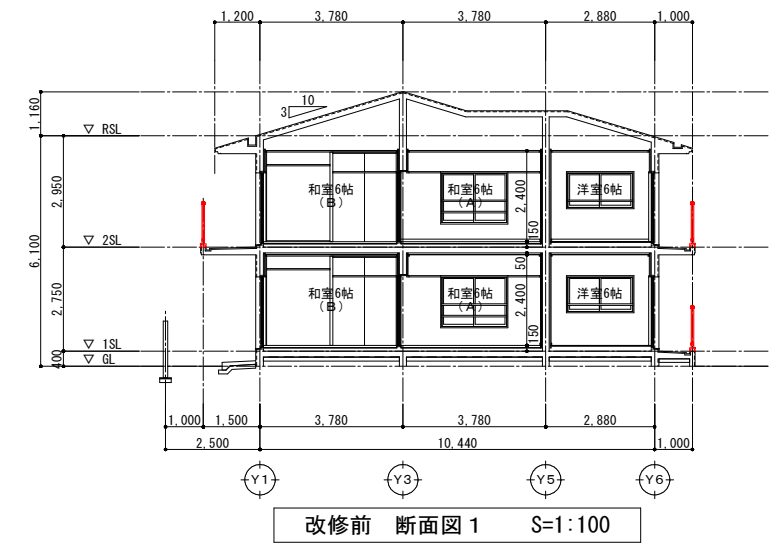 1,200 3,780 3,780 2,880 1,000
10
3
1,160
▽ RSL
和室6帖
(B)
和室6帖
(A)
洋室6帖
2,400
150
2,950
▽ 2SL
6,100
50
和室6帖
(B)
和室6帖
(A)
洋室6帖
2,400
150
2,750
▽ 1SL
▽ GL
400
1,000 1,500 3,780 3,780 2,880
2,500 10,440 1,000
Y1 Y3 Y5 Y6
改修前 断面図1 S=1:100